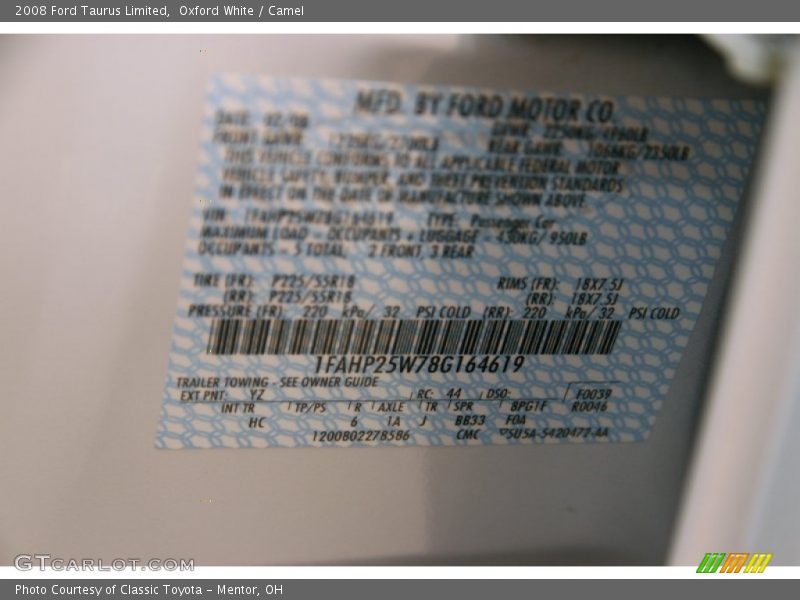 2008 Ford Taurus Limited, Oxford White / Camel
MFD. BY FORD MOTOR CO.
DATE: 02/08 GVWR: 2250KG/4960LB
FRONT GAWR: 1225KG/2700LB REAR GAWR: 1066KG/2350LB
THIS VEHICLE CONFORMS TO ALL APPLICABLE FEDERAL MOTOR
VEHICLE SAFETY, BUMPER, AND THEFT PREVENTION STANDARDS
IN EFFECT ON THE DATE OF MANUFACTURE SHOWN ABOVE.
VIN: 1FAHP25W78G164619 TYPE: Passenger Car
MAXIMUM LOAD - OCCUPANTS + LUGGAGE = 430KG/ 950LB
OCCUPANTS - 5 TOTAL, 2 FRONT, 3 REAR
TIRE (FR): P225/55R18 RIMS (FR): 18X7.5J
(RR): P225/55R18 (RR): 18X7.5J
PRESSURE (FR): 220 kPa/ 32 PSI COLD (RR): 220 kPa/ 32 PSI COLD
1FAHP25W78G164619
TRAILER TOWING - SEE OWNER GUIDE
EXT PNT: YZ RC: 44 DSO: F0039
INT TR TP/PS R AXLE TR SPR 8PG1F R0046
HC 6 1A J BB33 F0A
1200802278586 CMC 5U5A-5420472-AA
GTCARLOT.COM
Photo Courtesy of Classic Toyota - Mentor, OH